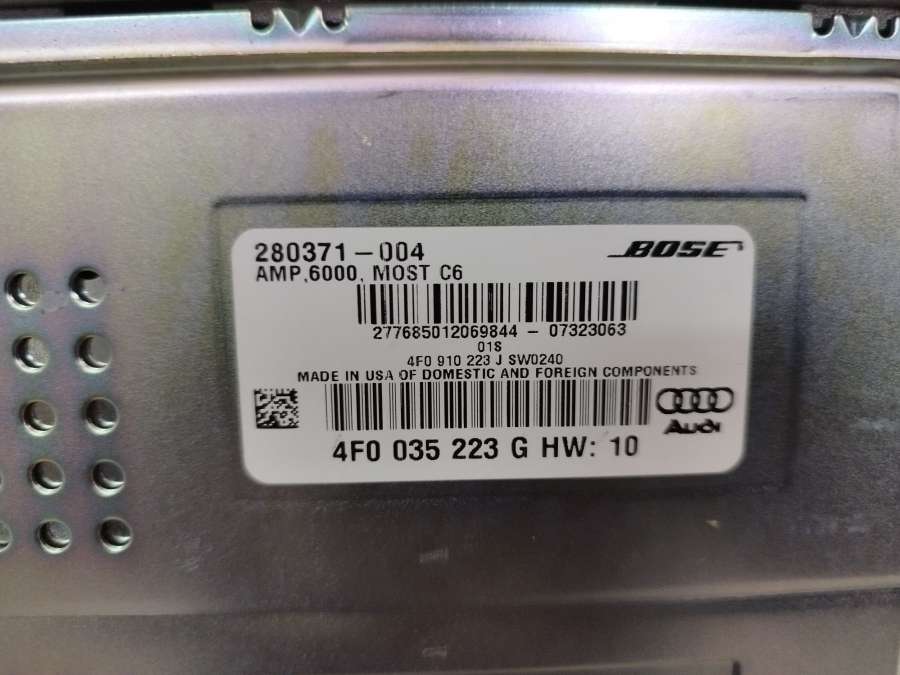 280371-004
BOSE
AMP,6000, MOST C6
277685012069844 - 07323063
01S
4F0 910 223 J SW0240
MADE IN USA OF DOMESTIC AND FOREIGN COMPONENTS
Audi
4F0 035 223 G HW: 10